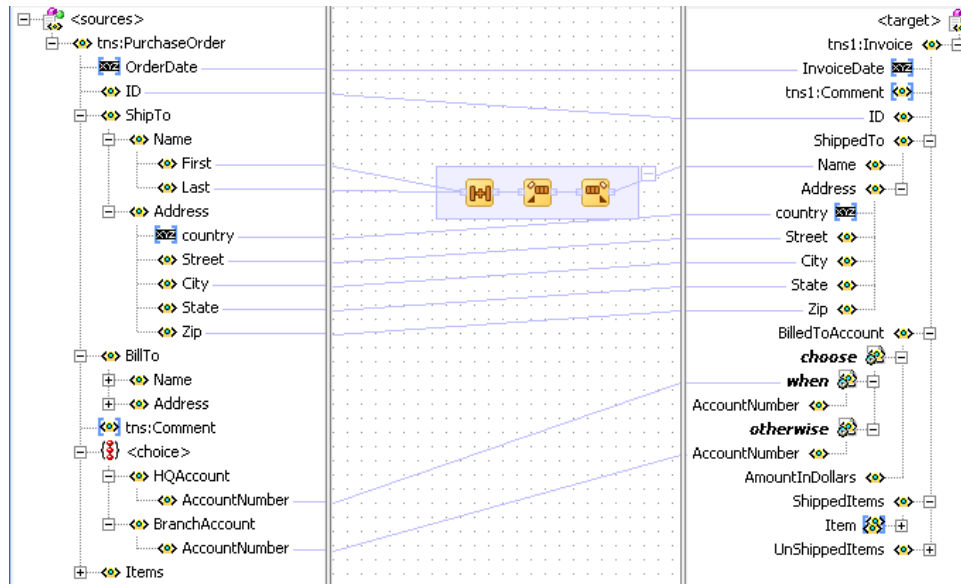 <sources>
tns:PurchaseOrder
OrderDate
ID
ShipTo
Name
First
Last
Address
country
Street
City
State
Zip
BillTo
Name
Address
tns:Comment
<choice>
HQAccount
AccountNumber
BranchAccount
AccountNumber
Items
<target>
tns1:Invoice
InvoiceDate
tns1:Comment
ID
ShippedTo
Name
Address
country
Street
City
State
Zip
BilledToAccount
choose
when
AccountNumber
otherwise
AccountNumber
AmountInDollars
ShippedItems
Item
UnShippedItems